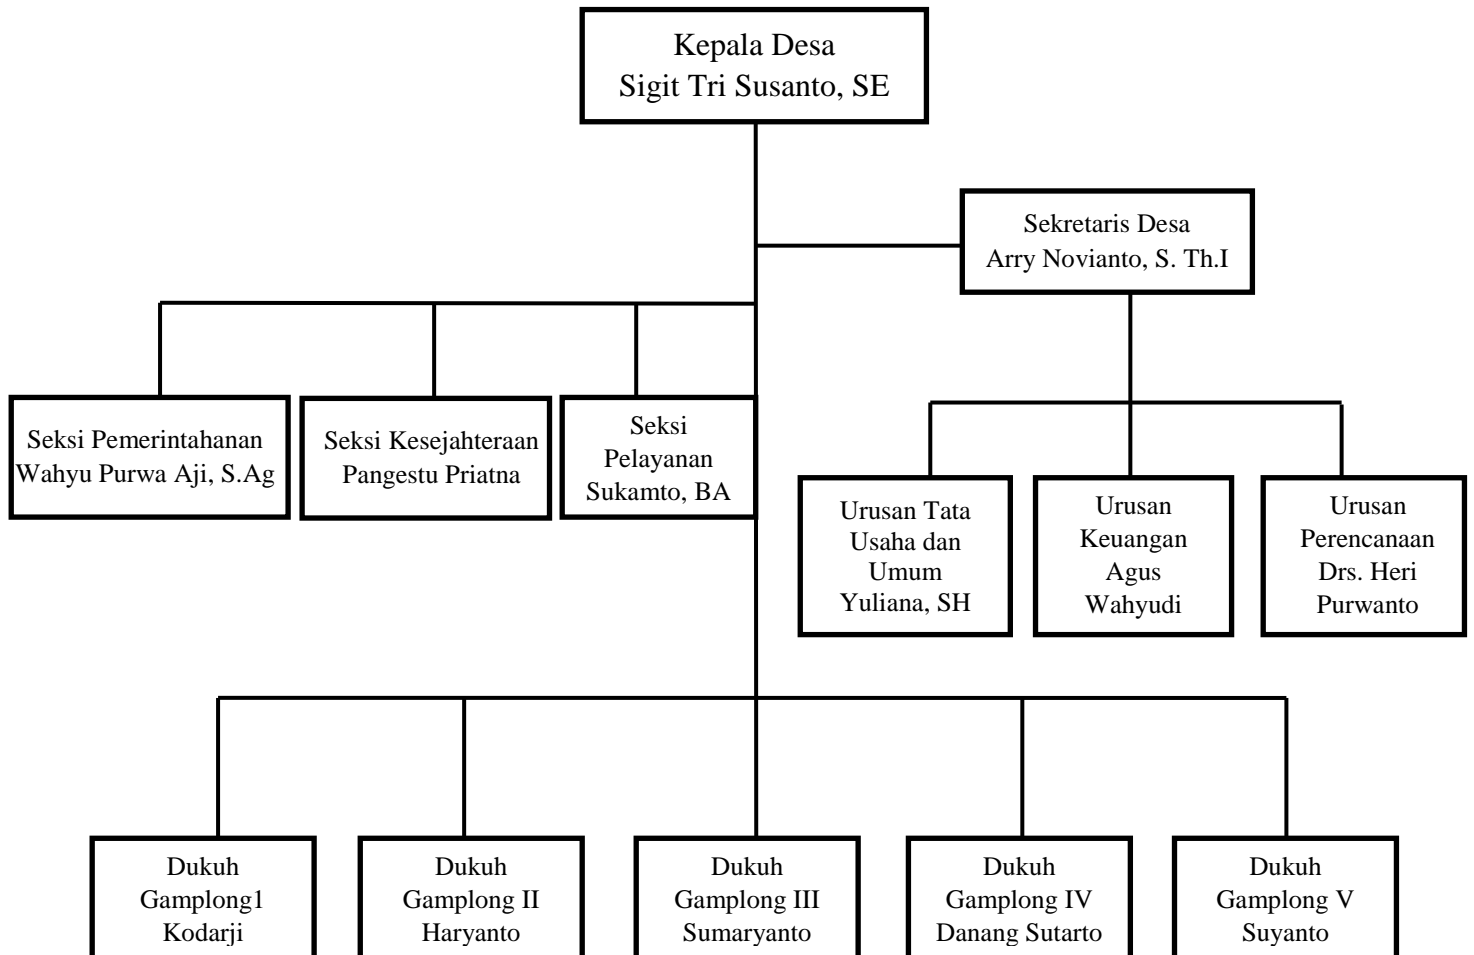 Kepala Desa
Sigit Tri Susanto, SE
Sekretaris Desa
Arry Novianto, S. Th.I
Seksi Pemerintahanan
Wahyu Purwa Aji, S.Ag
Seksi Kesejahteraan
Pangestu Priatna
Seksi
Pelayanan
Sukamto, BA
Urusan Tata
Usaha dan
Umum
Yuliana, SH
Urusan
Keuangan
Agus
Wahyudi
Urusan
Perencanaan
Drs. Heri
Purwanto
Dukuh
Gamplong1
Kodarji
Dukuh
Gamplong II
Haryanto
Dukuh
Gamplong III
Sumaryanto
Dukuh
Gamplong IV
Danang Sutarto
Dukuh
Gamplong V
Suyanto